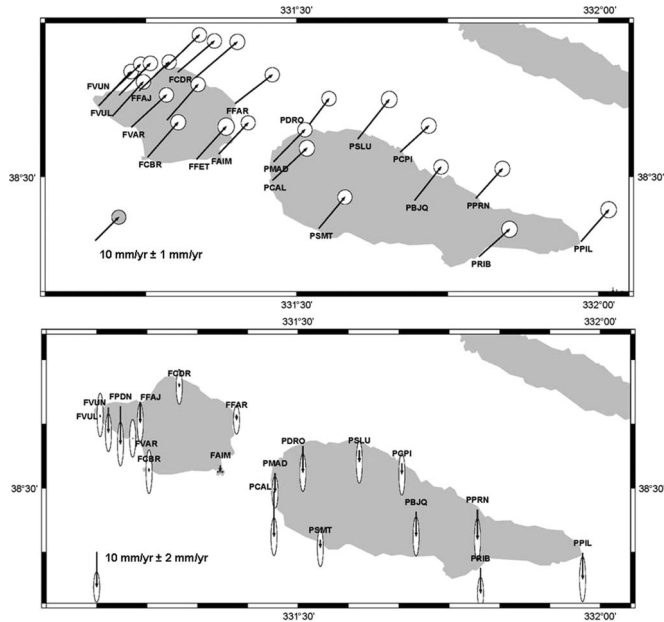 331°30'
332°00'
FVUN
FCDR
FVUL
FFAJ
FFAR
PDRO
FVAR
PSLU
FCBR
FFET
FAIM
PMAD
PCPI
38°30'
38°30'
PCAL
PBJQ
PPRN
PSMT
10 mm/yr ± 1 mm/yr
PRIB
PPIL
331°30'
332°00'
331°30'
332°00'
FCDR
FVUN
FPDN
FFAJ
FFAR
FVUL
FVAR
PDRO
PSLU
FCBR
FAIM
PMAD
PCPI
38°30'
38°30'
PCAL
PSMT
PBJQ
PPRN
10 mm/yr ± 2 mm/yr
PRIB
PPIL
331°30'
332°00'